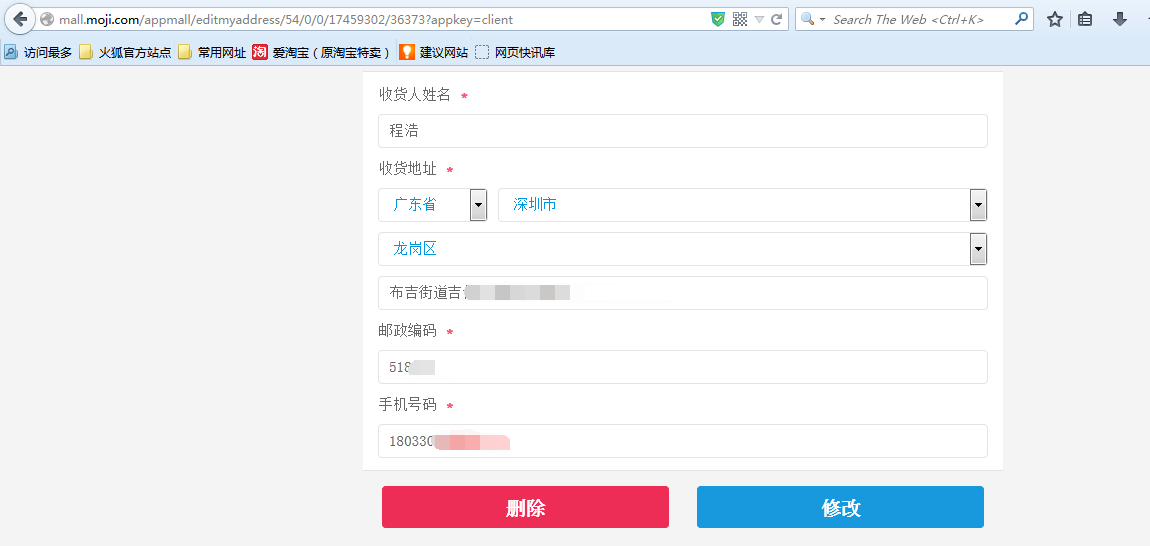 mall.moji.com/appmall/editmyaddress/54/0/0/17459302/36373?appkey=client
Search The Web <Ctrl+K>
访问最多 火狐官方站点 常用网址 淘 爱淘宝（原淘宝特卖） 建议网站 网页快讯库
收货人姓名 *
程浩
收货地址 *
广东省 深圳市
龙岗区
布吉街道吉
邮政编码 *
518
手机号码 *
180330
删除 修改